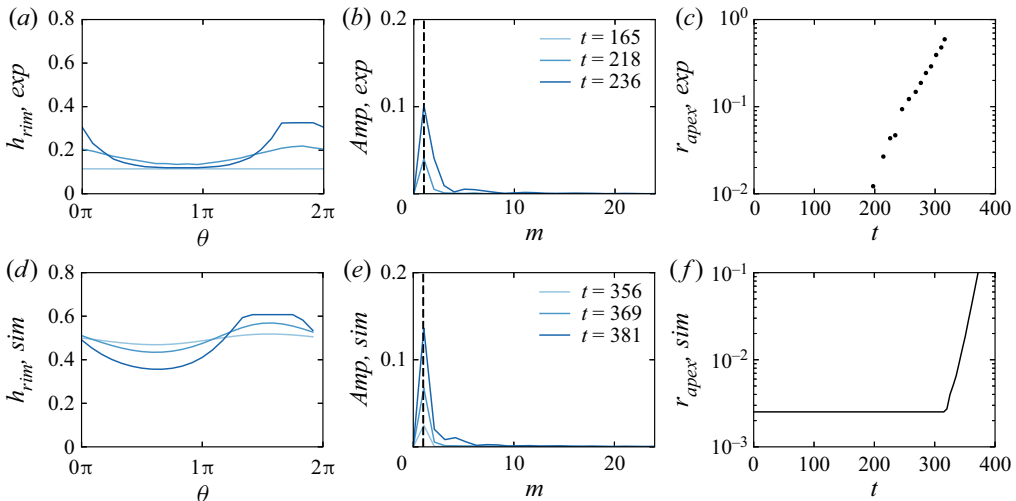 (a)
0.8
0.6
0.4
0.2
0
h_rim, exp
0π
1π
2π
θ
(b)
0.2
0.1
0
10
20
Amp, exp
m
t = 165
t = 218
t = 236
(c)
10⁰
10⁻¹
10⁻²
r_apex, exp
0
100
200
300
400
t
(d)
0.8
0.6
0.4
0.2
0
h_rim, sim
0π
1π
2π
θ
(e)
0.2
0.1
0
10
20
Amp, sim
m
t = 356
t = 369
t = 381
(f)
10⁻¹
10⁻²
10⁻³
r_apex, sim
0
100
200
300
400
t